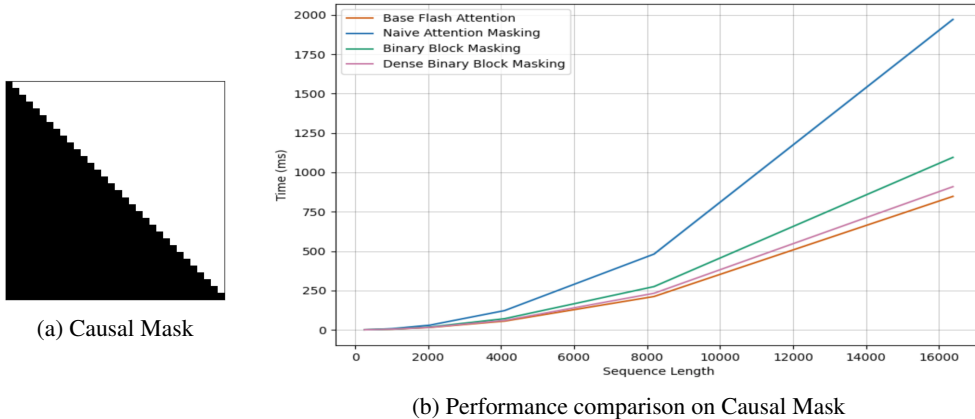 (a) Causal Mask
Base Flash Attention
Naive Attention Masking
Binary Block Masking
Dense Binary Block Masking
2000
1750
1500
1250
1000
750
500
250
0
Time (ms)
0 2000 4000 6000 8000 10000 12000 14000 16000
Sequence Length
(b) Performance comparison on Causal Mask